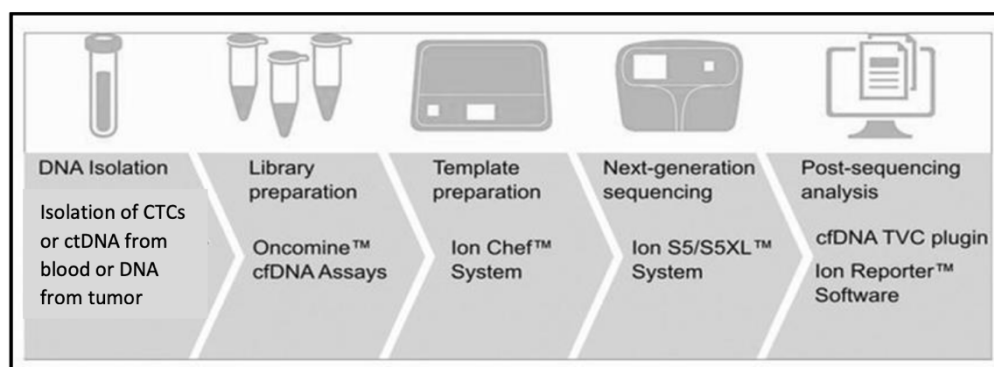 DNA Isolation
Isolation of CTCs
or ctDNA from
blood or DNA
from tumor
Library
preparation
Oncomine™
cfDNA Assays
Template
preparation
Ion Chef™
System
Next-generation
sequencing
Ion S5/S5XL™
System
Post-sequencing
analysis
cfDNA TVC plugin
Ion Reporter™
Software